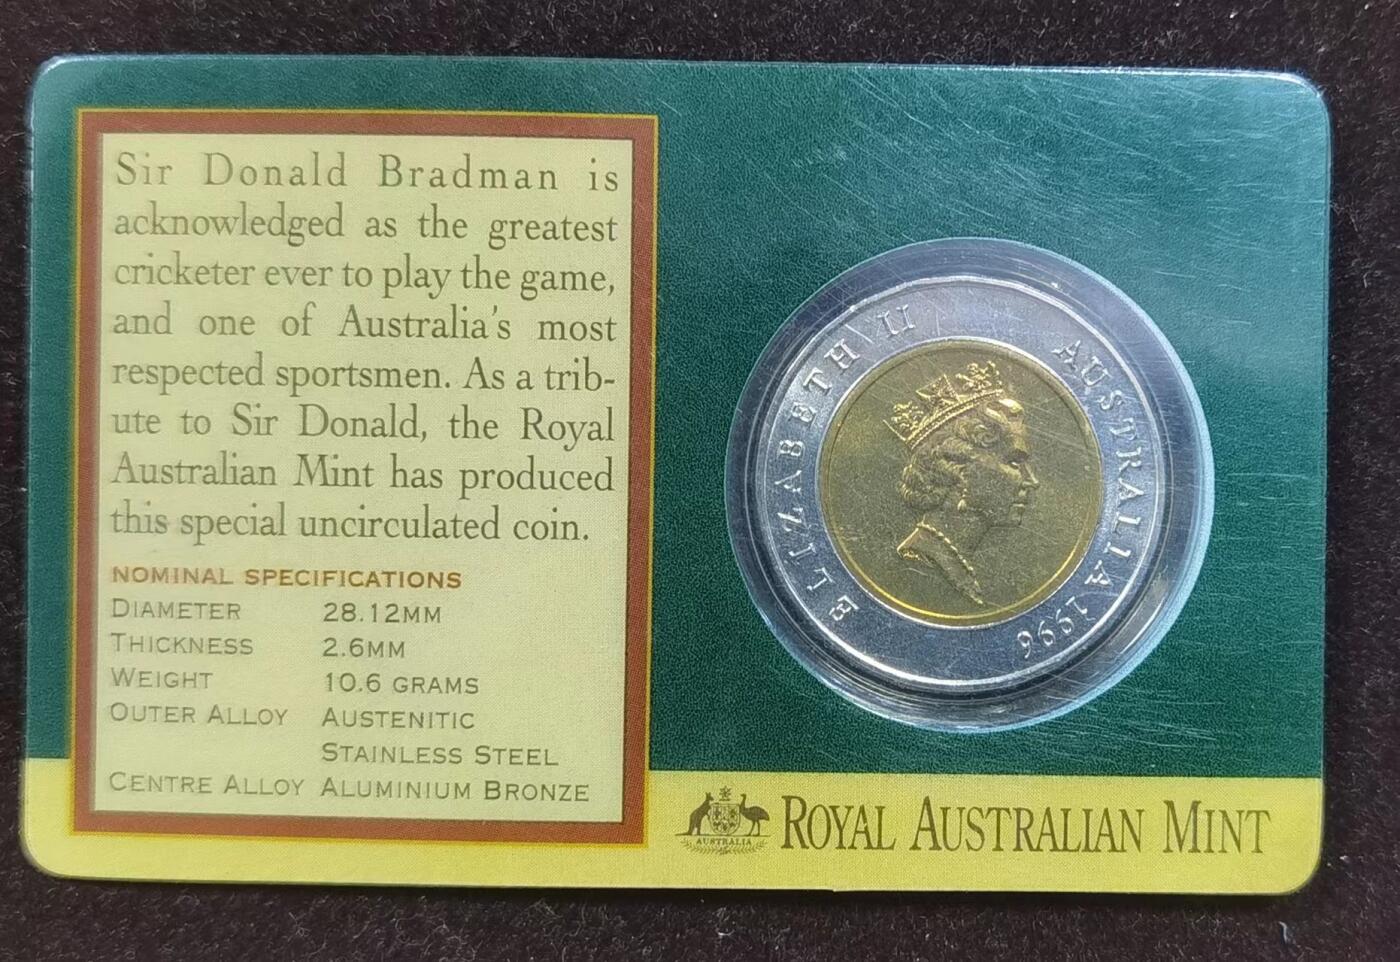 Sir Donald Bradman is
acknowledged as the greatest
cricketer ever to play the game,
and one of Australia's most
respected sportsmen. As a trib-
ute to Sir Donald, the Royal
Australian Mint has produced
this special uncirculated coin.
NOMINAL SPECIFICATIONS
DIAMETER 28.12MM
THICKNESS 2.6MM
WEIGHT 10.6 GRAMS
OUTER ALLOY AUSTENITIC
STAINLESS STEEL
CENTRE ALLOY ALUMINIUM BRONZE
ELIZABETH II AUSTRALIA 1996
AUSTRALIA
ROYAL AUSTRALIAN MINT